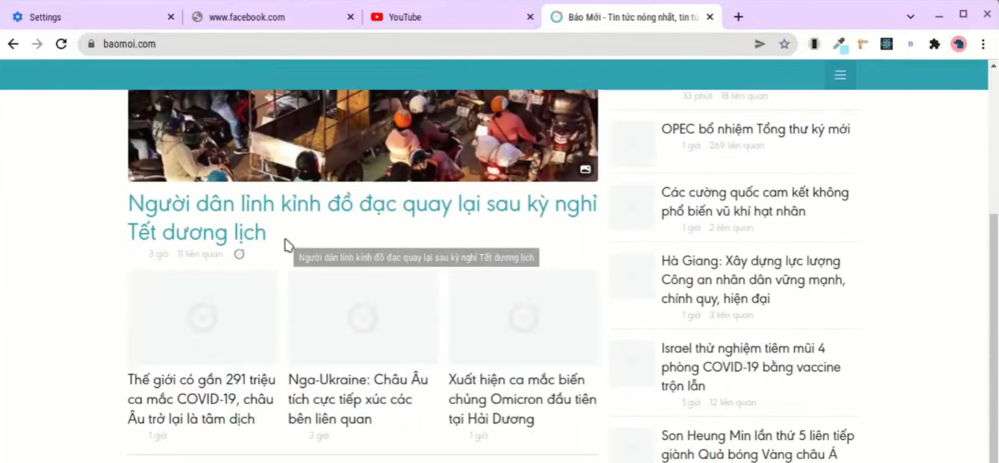 Settings
www.facebook.com
YouTube
Báo Mới - Tin tức nóng nhất, tin tứ
baomoi.com
Người dân lỉnh kỉnh đồ đạc quay lại sau kỳ nghỉ
Tết dương lịch
3 giờ 11 liên quan
Người dân lỉnh kỉnh đồ đạc quay lại sau kỳ nghỉ Tết dương lịch
Thế giới có gần 291 triệu
ca mắc COVID-19, châu
Âu trở lại là tâm dịch
1 giờ
Nga-Ukraine: Châu Âu
tích cực tiếp xúc các
bên liên quan
3 giờ
Xuất hiện ca mắc biến
chủng Omicron đầu tiên
tại Hải Dương
1 giờ
33 phút 18 liên quan
OPEC bổ nhiệm Tổng thư ký mới
1 giờ 269 liên quan
Các cường quốc cam kết không
phổ biến vũ khí hạt nhân
1 giờ 2 liên quan
Hà Giang: Xây dựng lực lượng
Công an nhân dân vững mạnh,
chính quy, hiện đại
1 giờ 3 liên quan
Israel thử nghiệm tiêm mũi 4
phòng COVID-19 bằng vaccine
trộn lẫn
1 giờ 12 liên quan
Son Heung Min lần thứ 5 liên tiếp
giành Quả bóng Vàng châu Á